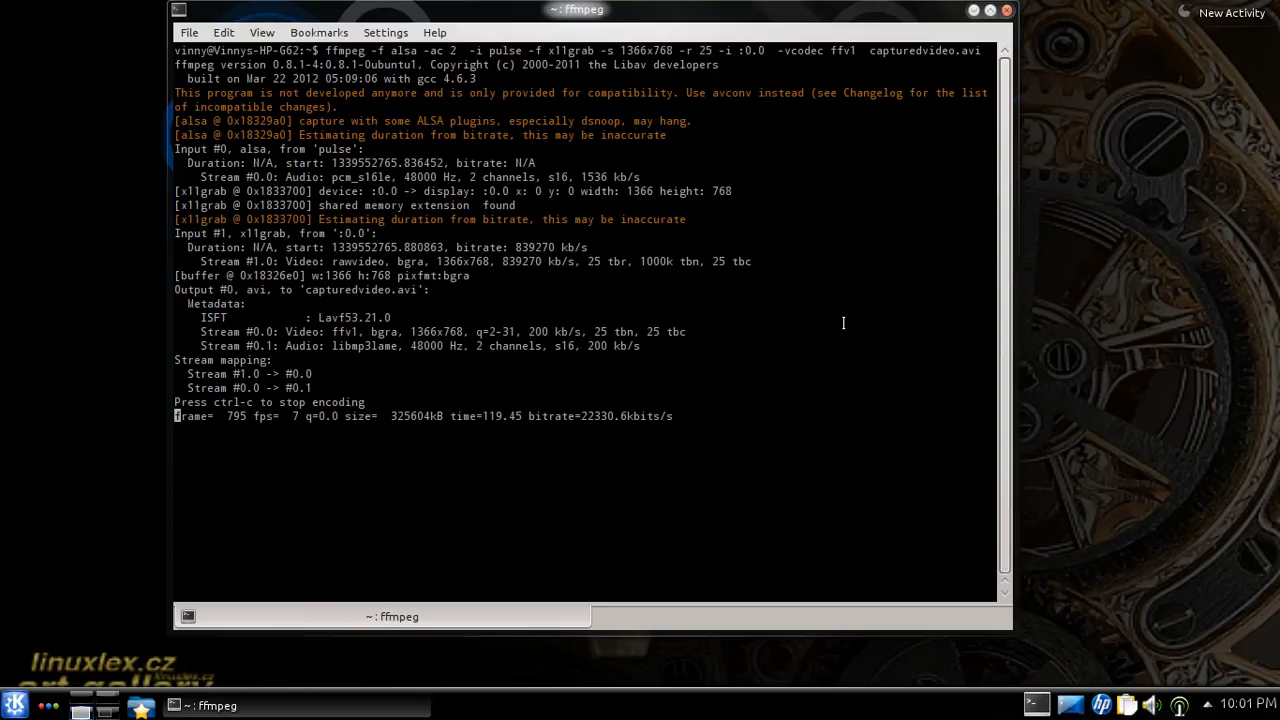 ~ : ffmpeg
New Activity
File Edit View Bookmarks Settings Help
vinny@Vinnys-HP-G62:~$ ffmpeg -f alsa -ac 2  -i pulse -f x11grab -s 1366x768 -r 25 -i :0.0  -vcodec ffv1  capturedvideo.avi
ffmpeg version 0.8.1-4:0.8.1-0ubuntu1, Copyright (c) 2000-2011 the Libav developers
  built on Mar 22 2012 05:09:06 with gcc 4.6.3
This program is not developed anymore and is only provided for compatibility. Use avconv instead (see Changelog for the list
of incompatible changes).
[alsa @ 0x18329a0] capture with some ALSA plugins, especially dsnoop, may hang.
[alsa @ 0x18329a0] Estimating duration from bitrate, this may be inaccurate
Input #0, alsa, from 'pulse':
  Duration: N/A, start: 1339552765.836452, bitrate: N/A
    Stream #0.0: Audio: pcm_s16le, 48000 Hz, 2 channels, s16, 1536 kb/s
[x11grab @ 0x1833700] device: :0.0 -> display: :0.0 x: 0 y: 0 width: 1366 height: 768
[x11grab @ 0x1833700] shared memory extension  found
[x11grab @ 0x1833700] Estimating duration from bitrate, this may be inaccurate
Input #1, x11grab, from ':0.0':
  Duration: N/A, start: 1339552765.880863, bitrate: 839270 kb/s
    Stream #1.0: Video: rawvideo, bgra, 1366x768, 839270 kb/s, 25 tbr, 1000k tbn, 25 tbc
[buffer @ 0x18326e0] w:1366 h:768 pixfmt:bgra
Output #0, avi, to 'capturedvideo.avi':
  Metadata:
    ISFT            : Lavf53.21.0
    Stream #0.0: Video: ffv1, bgra, 1366x768, q=2-31, 200 kb/s, 25 tbn, 25 tbc
    Stream #0.1: Audio: libmp3lame, 48000 Hz, 2 channels, s16, 200 kb/s
Stream mapping:
  Stream #1.0 -> #0.0
  Stream #0.0 -> #0.1
Press ctrl-c to stop encoding
frame=  795 fps=  7 q=0.0 size=  325604kB time=119.45 bitrate=22330.6kbits/s
~ : ffmpeg
linuxlex.cz
art gallery
linuxlex.cz
~ : ffmpeg
10:01 PM